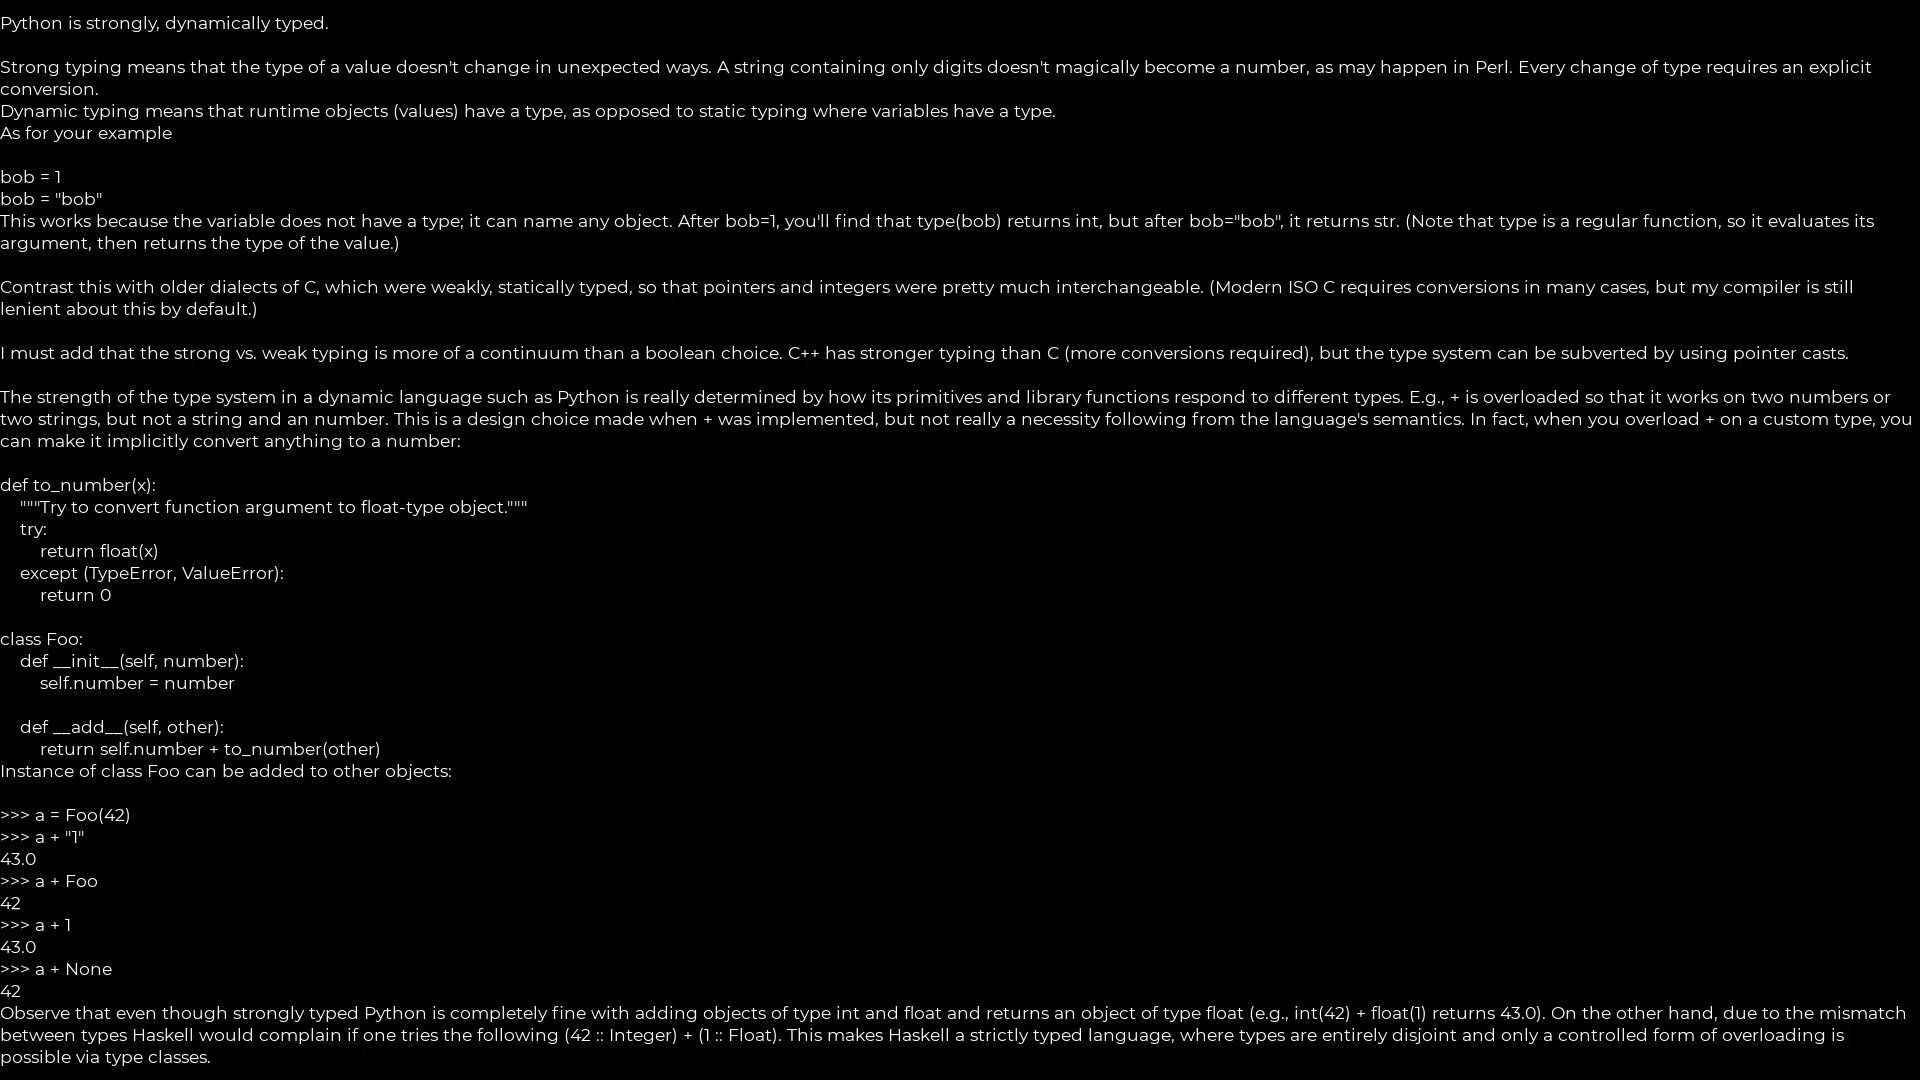 Python is strongly, dynamically typed.
Strong typing means that the type of a value doesn't change in unexpected ways. A string containing only digits doesn't magically become a number, as may happen in Perl. Every change of type requires an explicit
conversion.
Dynamic typing means that runtime objects (values) have a type, as opposed to static typing where variables have a type.
As for your example
bob = 1
bob = "bob"
This works because the variable does not have a type; it can name any object. After bob=1, you'll find that type(bob) returns int, but after bob="bob", it returns str. (Note that type is a regular function, so it evaluates its
argument, then returns the type of the value.)
Contrast this with older dialects of C, which were weakly, statically typed, so that pointers and integers were pretty much interchangeable. (Modern ISO C requires conversions in many cases, but my compiler is still
lenient about this by default.)
I must add that the strong vs. weak typing is more of a continuum than a boolean choice. C++ has stronger typing than C (more conversions required), but the type system can be subverted by using pointer casts.
The strength of the type system in a dynamic language such as Python is really determined by how its primitives and library functions respond to different types. E.g., + is overloaded so that it works on two numbers or
two strings, but not a string and an number. This is a design choice made when + was implemented, but not really a necessity following from the language's semantics. In fact, when you overload + on a custom type, you
can make it implicitly convert anything to a number:
def to_number(x):
    """Try to convert function argument to float-type object."""
    try:
        return float(x)
    except (TypeError, ValueError):
        return 0
class Foo:
    def __init__(self, number):
        self.number = number
    def __add__(self, other):
        return self.number + to_number(other)
Instance of class Foo can be added to other objects:
>>> a = Foo(42)
>>> a + "1"
43.0
>>> a + Foo
42
>>> a + 1
43.0
>>> a + None
42
Observe that even though strongly typed Python is completely fine with adding objects of type int and float and returns an object of type float (e.g., int(42) + float(1) returns 43.0). On the other hand, due to the mismatch
between types Haskell would complain if one tries the following (42 :: Integer) + (1 :: Float). This makes Haskell a strictly typed language, where types are entirely disjoint and only a controlled form of overloading is
possible via type classes.